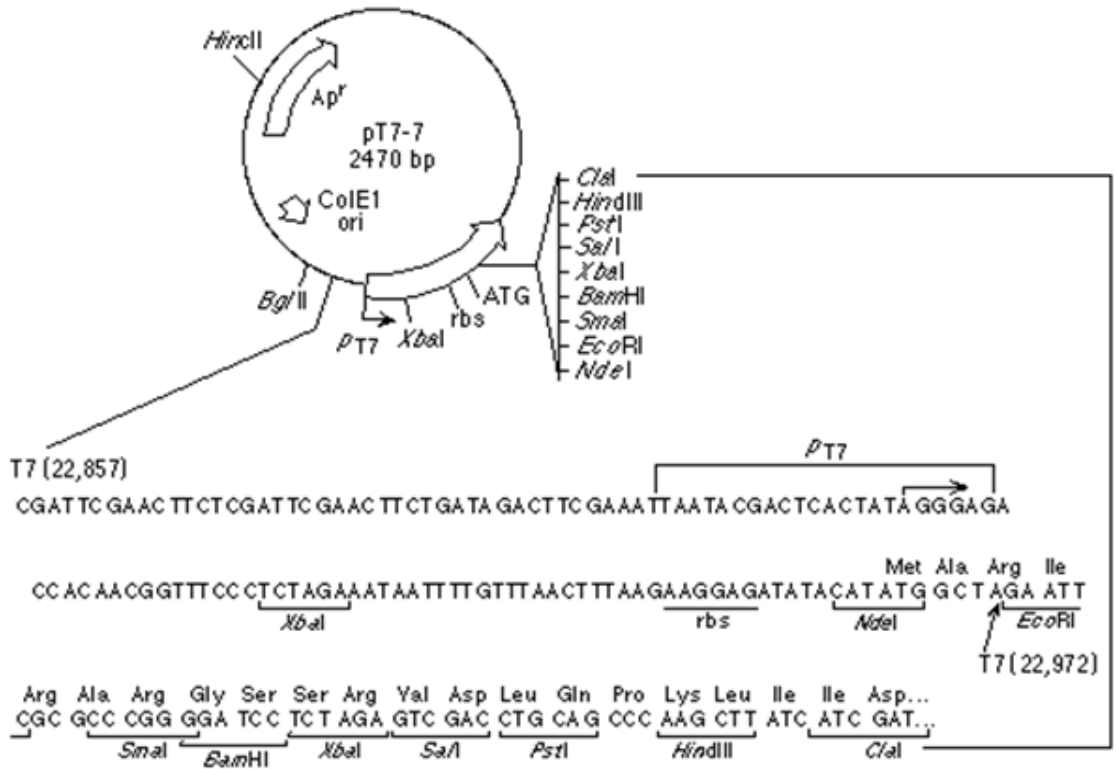 HincII
Apʳ
pT7-7
2470 bp
ColE1
ori
BglII
PT7
XbaI
rbs
ATG
ClaI
HindIII
PstI
SalI
XbaI
BamHI
SmaI
EcoRI
NdeI
T7 (22,857)
PT7
CGATTCGAACTTCTCGATTCGAACTTCTGATAGACTTCGAAATTAATACGACTCACTATAGGGAGA
Met Ala Arg Ile
CCACAACGGTTTCCCTCTAGAAATAATTTTGTTTAACTTTAAGAAGGAGATATACATATG GCT AGA ATT
XbaI rbs NdeI EcoRI
T7 (22,972)
Arg Ala Arg Gly Ser Ser Arg Val Asp Leu Gln Pro Lys Leu Ile Ile Asp...
CGC GCC CGG GGA TCC TCT AGA GTC GAC CTG CAG CCC AAG CTT ATC ATC GAT...
SmaI BamHI XbaI SalI PstI HindIII ClaI